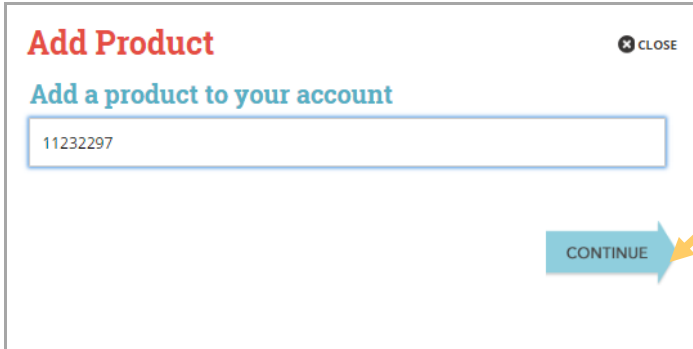 Add Product
CLOSE
Add a product to your account
11232297
CONTINUE